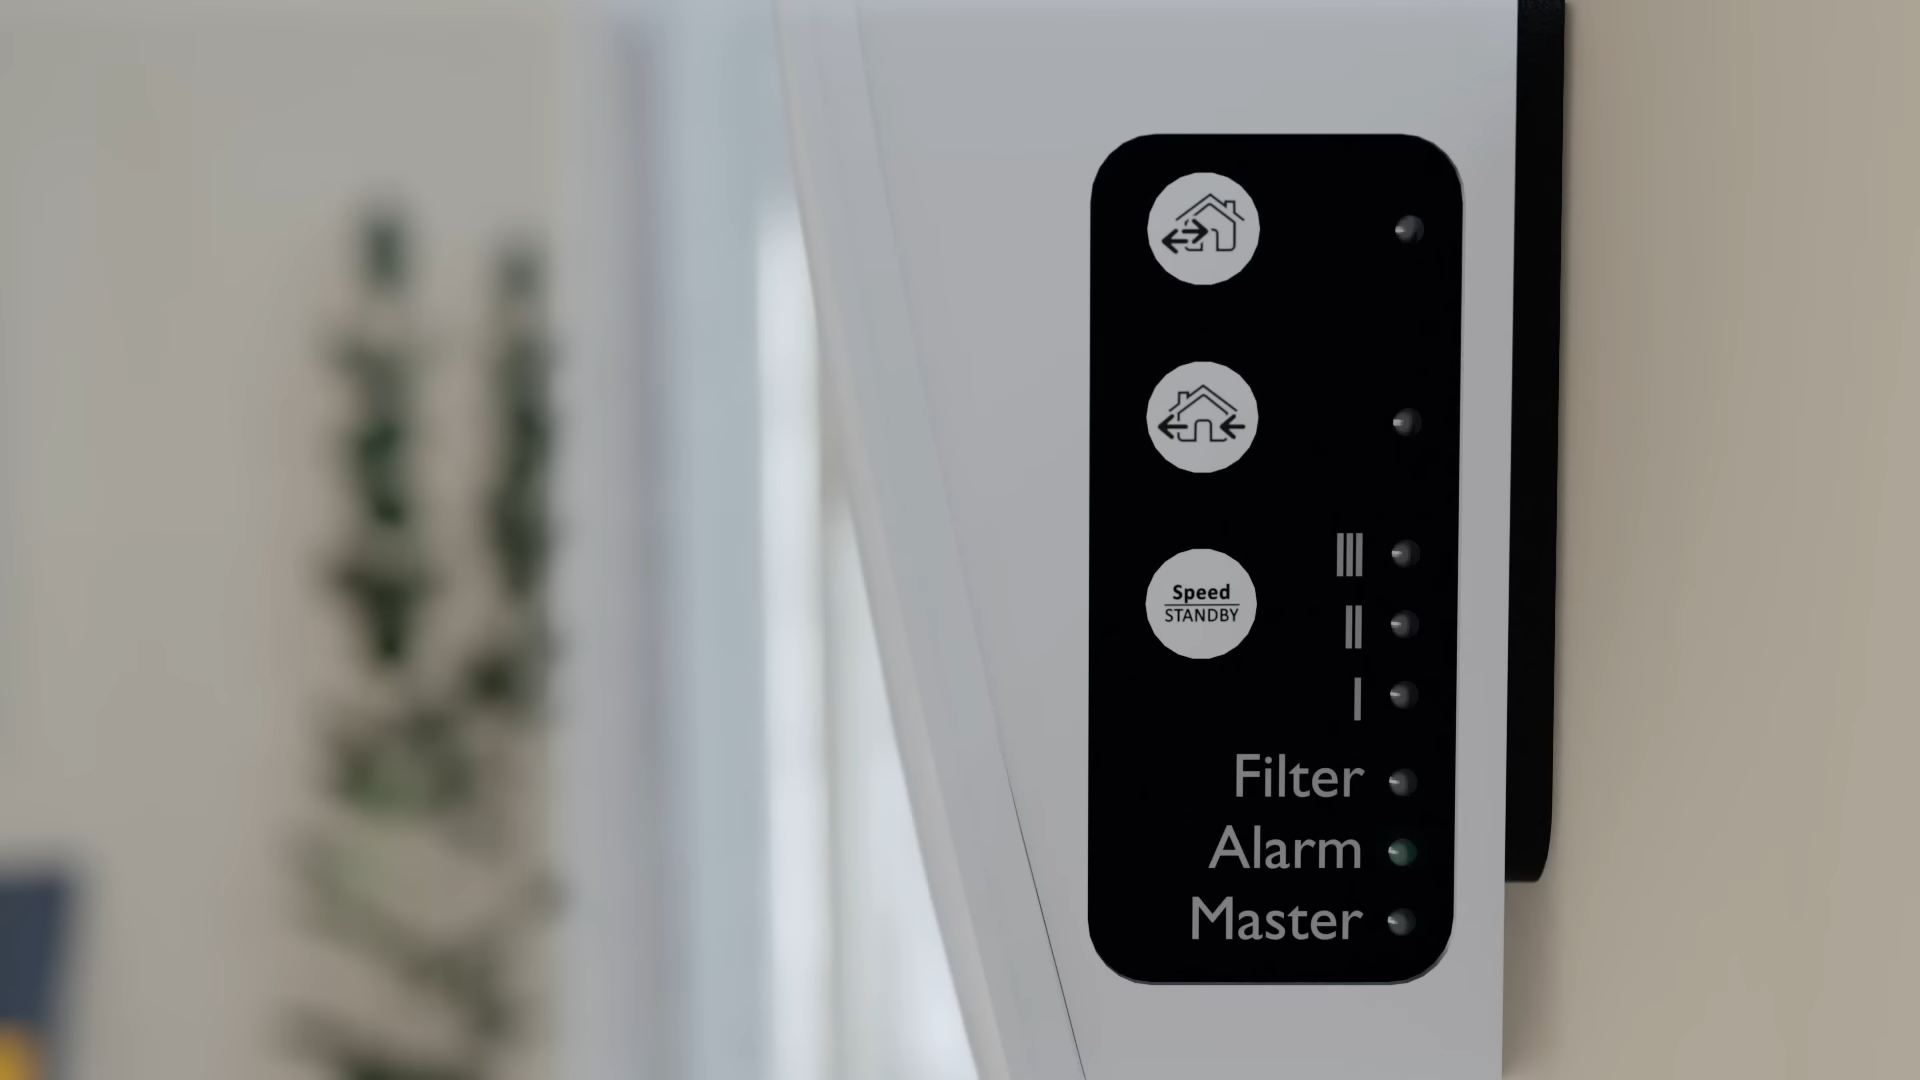 Speed
STANDBY
|||
||
|
Filter
Alarm
Master